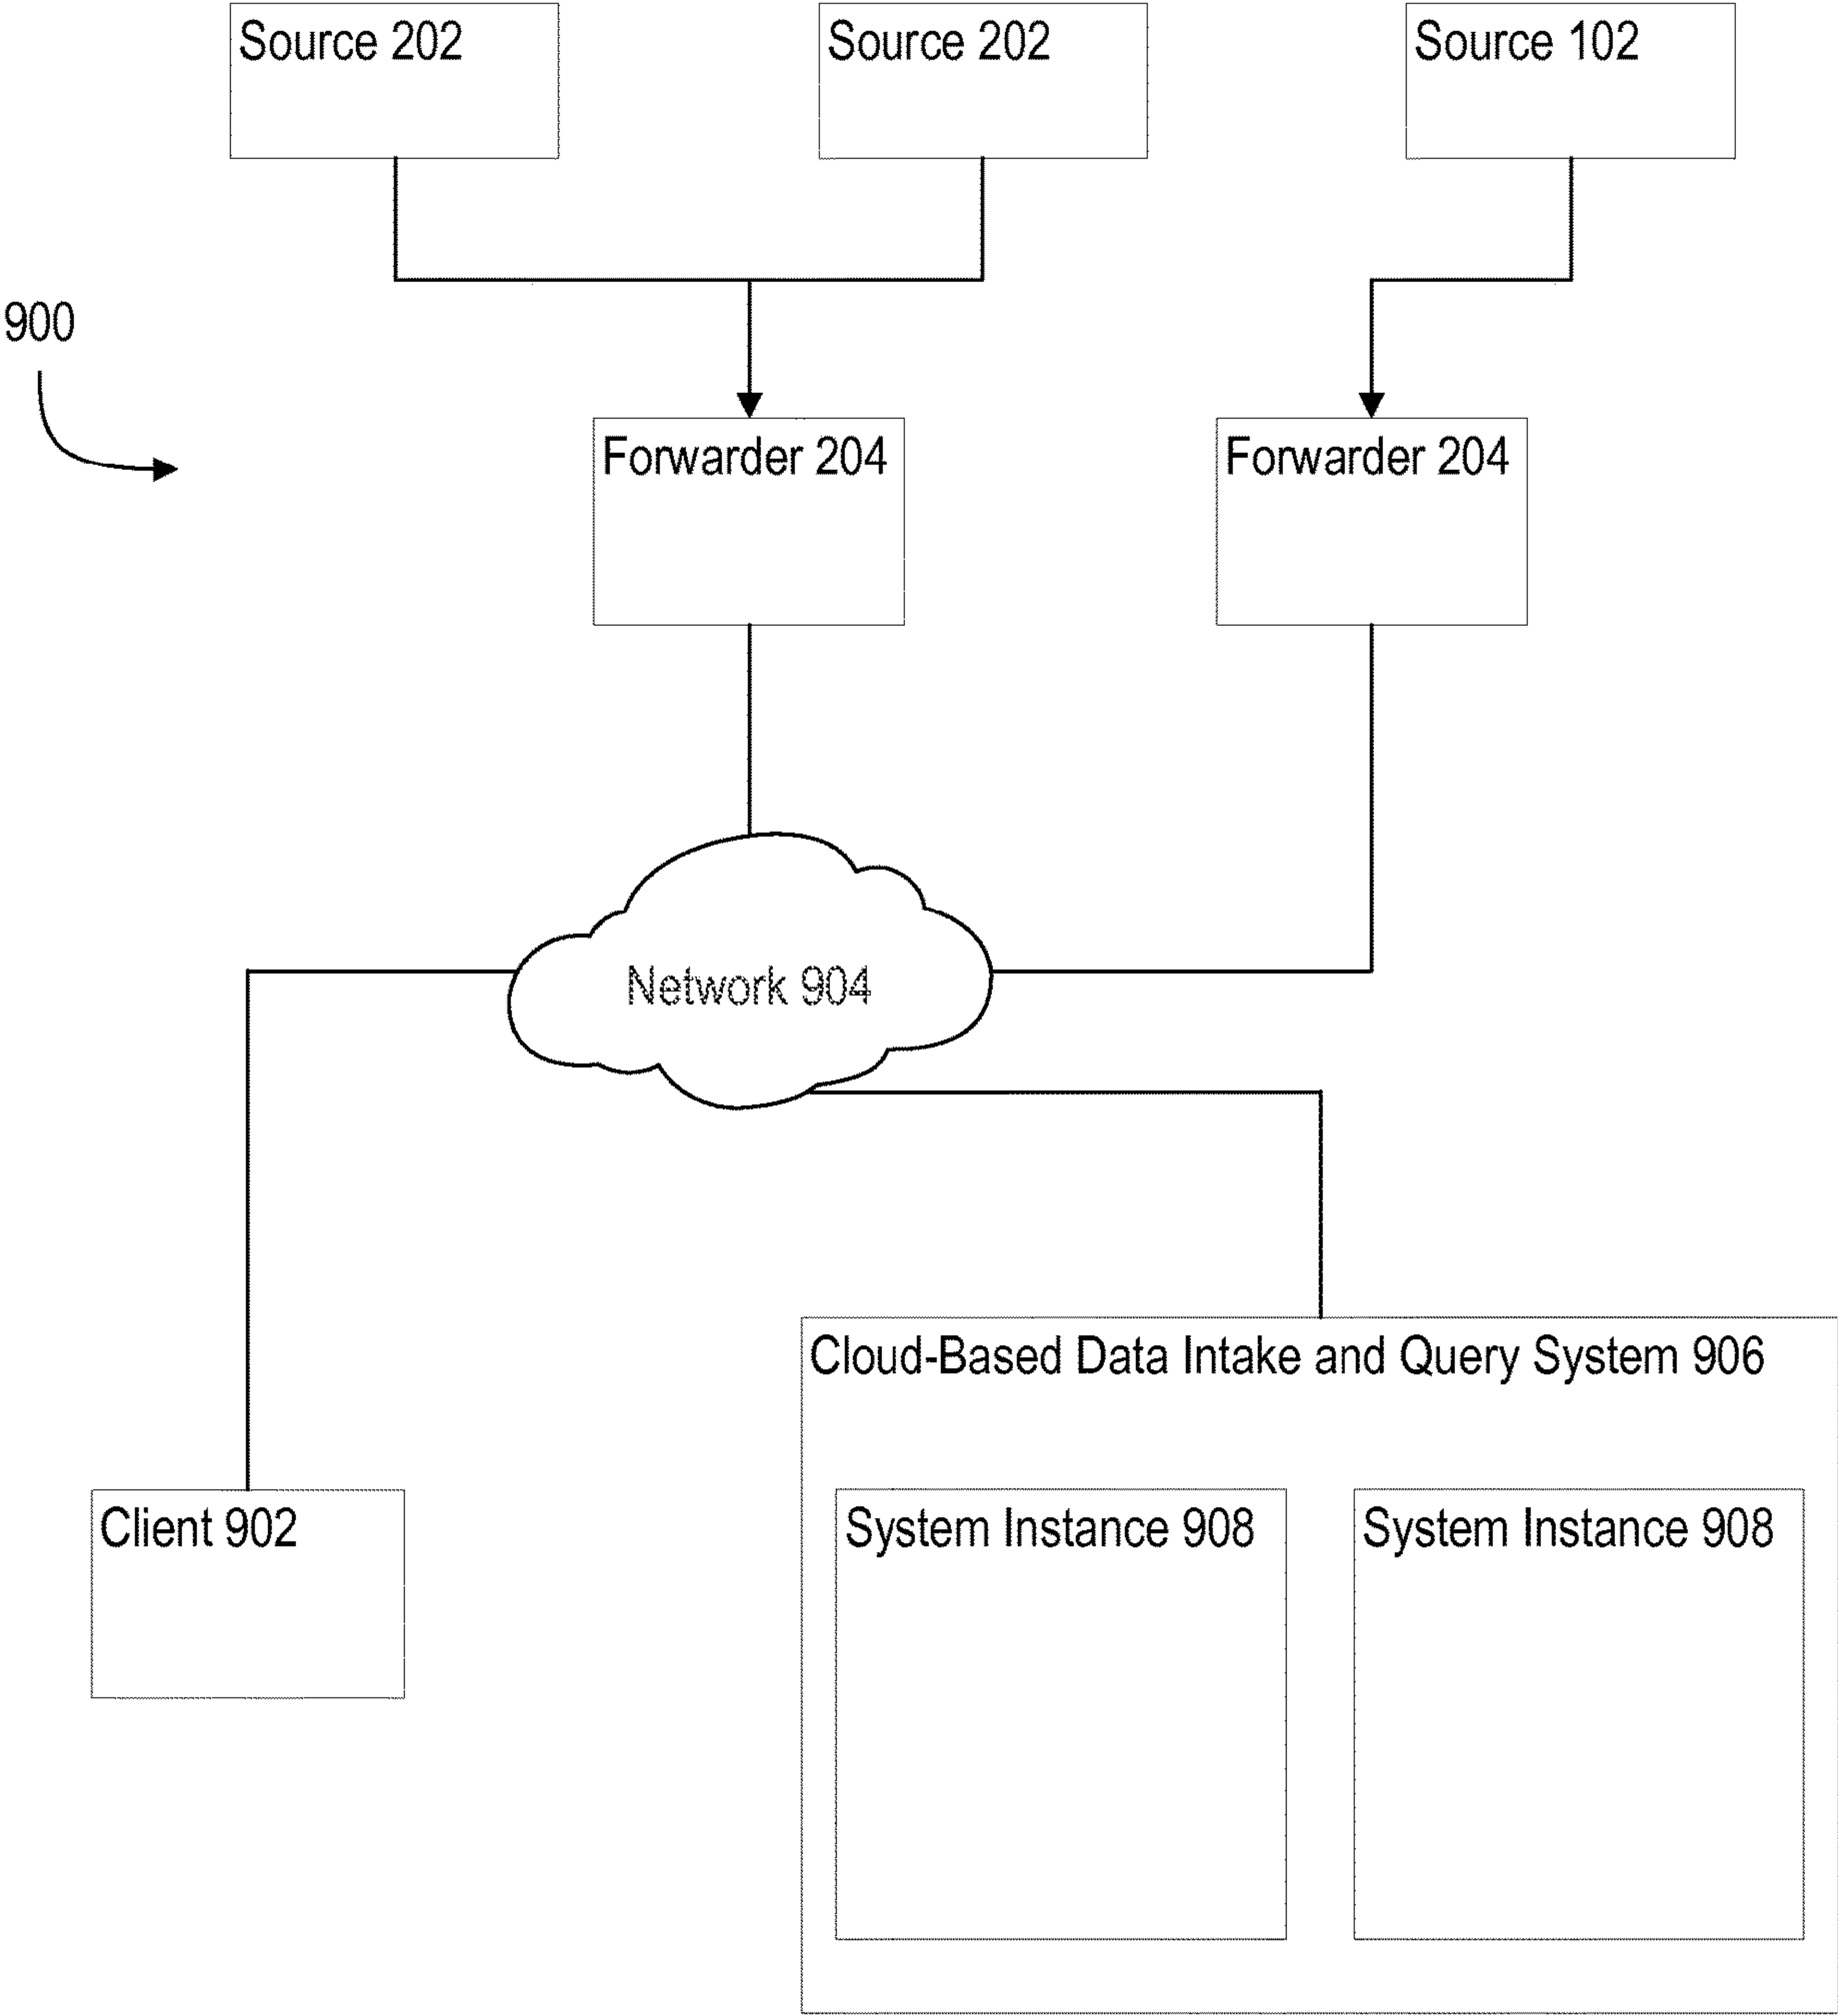 Source 202
Source 202
Source 102
900
Forwarder 204
Forwarder 204
Network 904
Cloud-Based Data Intake and Query System 906
Client 902
System Instance 908
System Instance 908